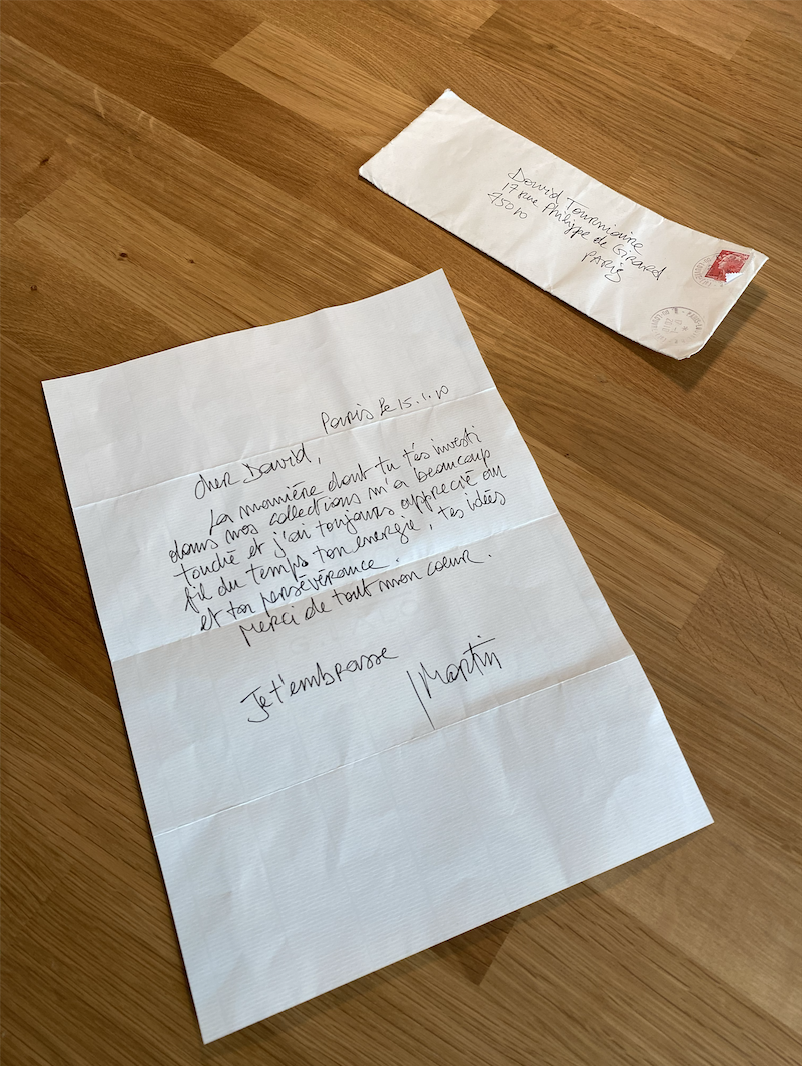 David Tourniaire
17 rue Philippe de Girard
75010
PARIS
Paris le 15.1.10
cher David,
La manière dont tu t'es investi
dans mes collections m'a beaucoup
touché et j'ai toujours apprecié au
fil du temps ton energie, tes idées
et ton persévérance.
Merci de tout mon cœur.
Je t'embrasse
Martin